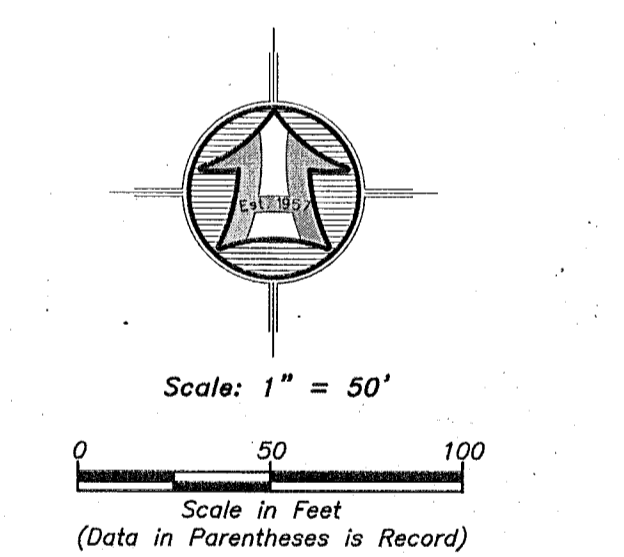 Est. 1957
Scale: 1" = 50'
0 50 100
Scale in Feet
(Data in Parentheses is Record)